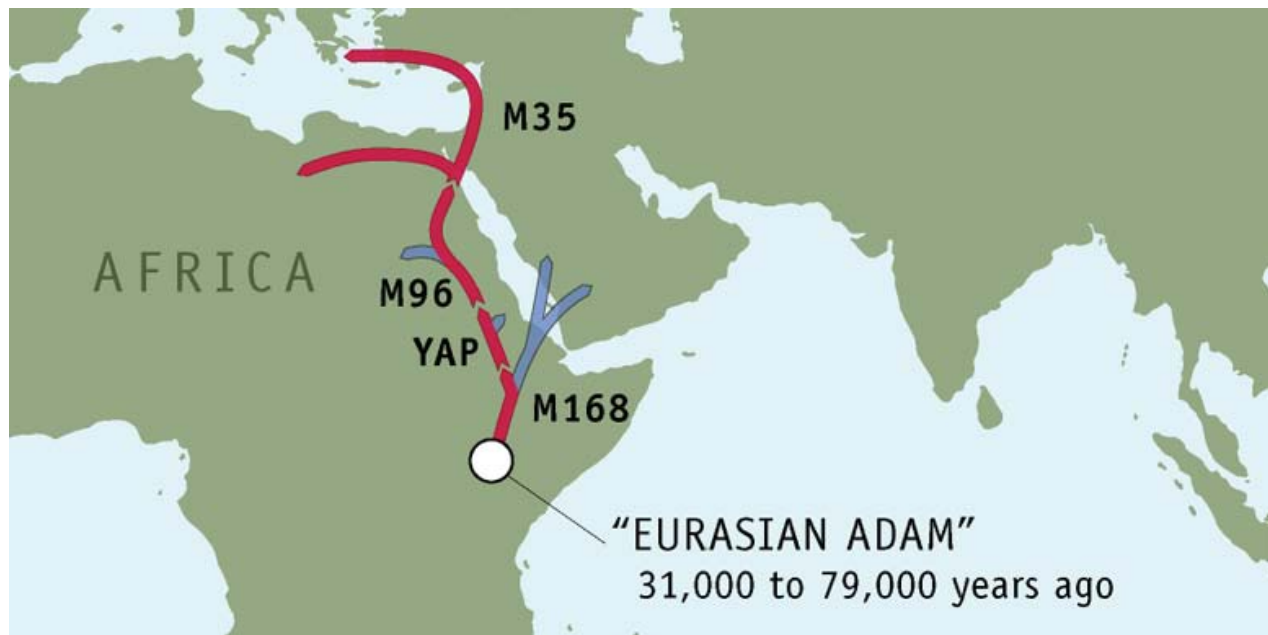 M35
AFRICA
M96
YAP
M168
“EURASIAN ADAM”
31,000 to 79,000 years ago